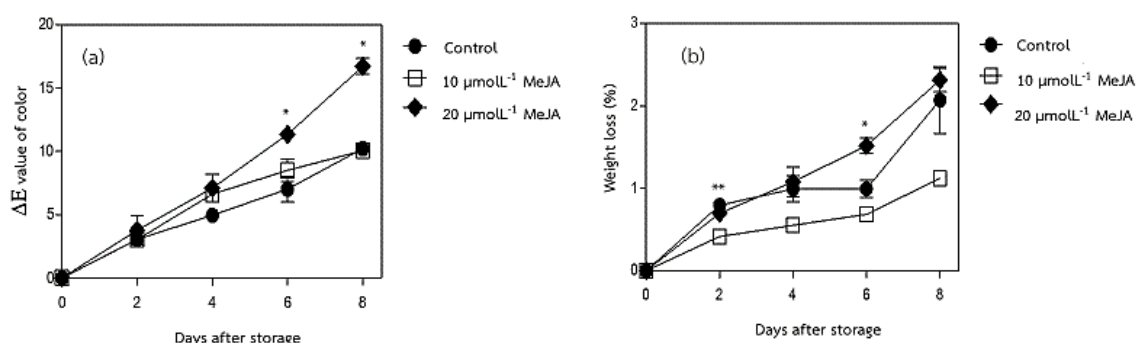 20
15
10
5
0
ΔE value of color
(a)
*
*
0 2 4 6 8
Days after storage
Control
10 µmolL⁻¹ MeJA
20 µmolL⁻¹ MeJA
3
2
1
0
Weight loss (%)
(b)
**
*
0 2 4 6 8
Days after storage
Control
10 µmolL⁻¹ MeJA
20 µmolL⁻¹ MeJA